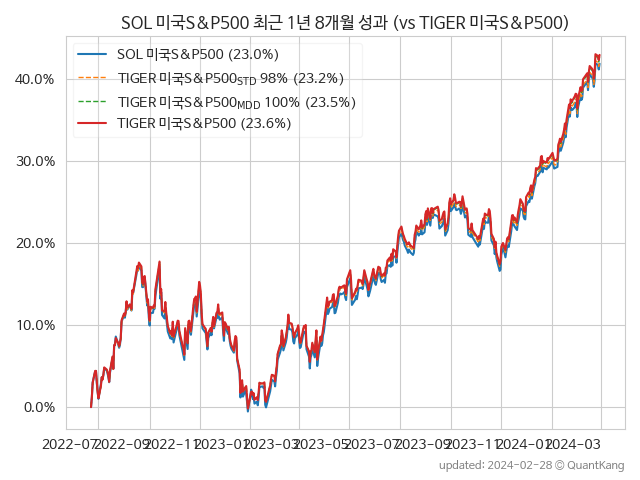 SOL 미국S&P500 최근 1년 8개월 성과 (vs TIGER 미국S&P500)
SOL 미국S&P500 (23.0%)
TIGER 미국S&P500STD 98% (23.2%)
TIGER 미국S&P500MDD 100% (23.5%)
TIGER 미국S&P500 (23.6%)
40.0%
30.0%
20.0%
10.0%
0.0%
2022-07 2022-09 2022-11 2023-01 2023-03 2023-05 2023-07 2023-09 2023-11 2024-01 2024-03
updated: 2024-02-28 © QuantKang